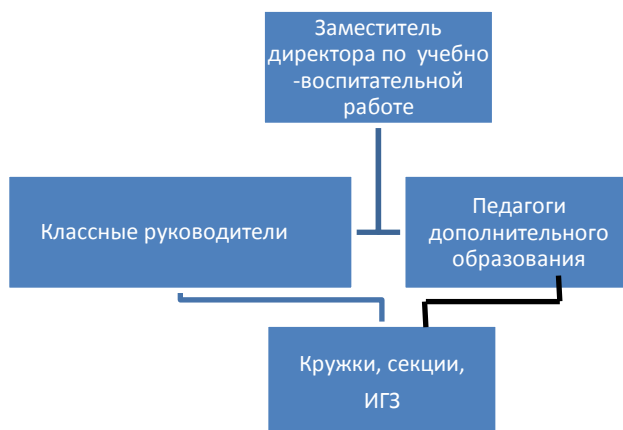 Заместитель
директора по учебно
-воспитательной
работе
Классные руководители
Педагоги
дополнительного
образования
Кружки, секции,
ИГЗ